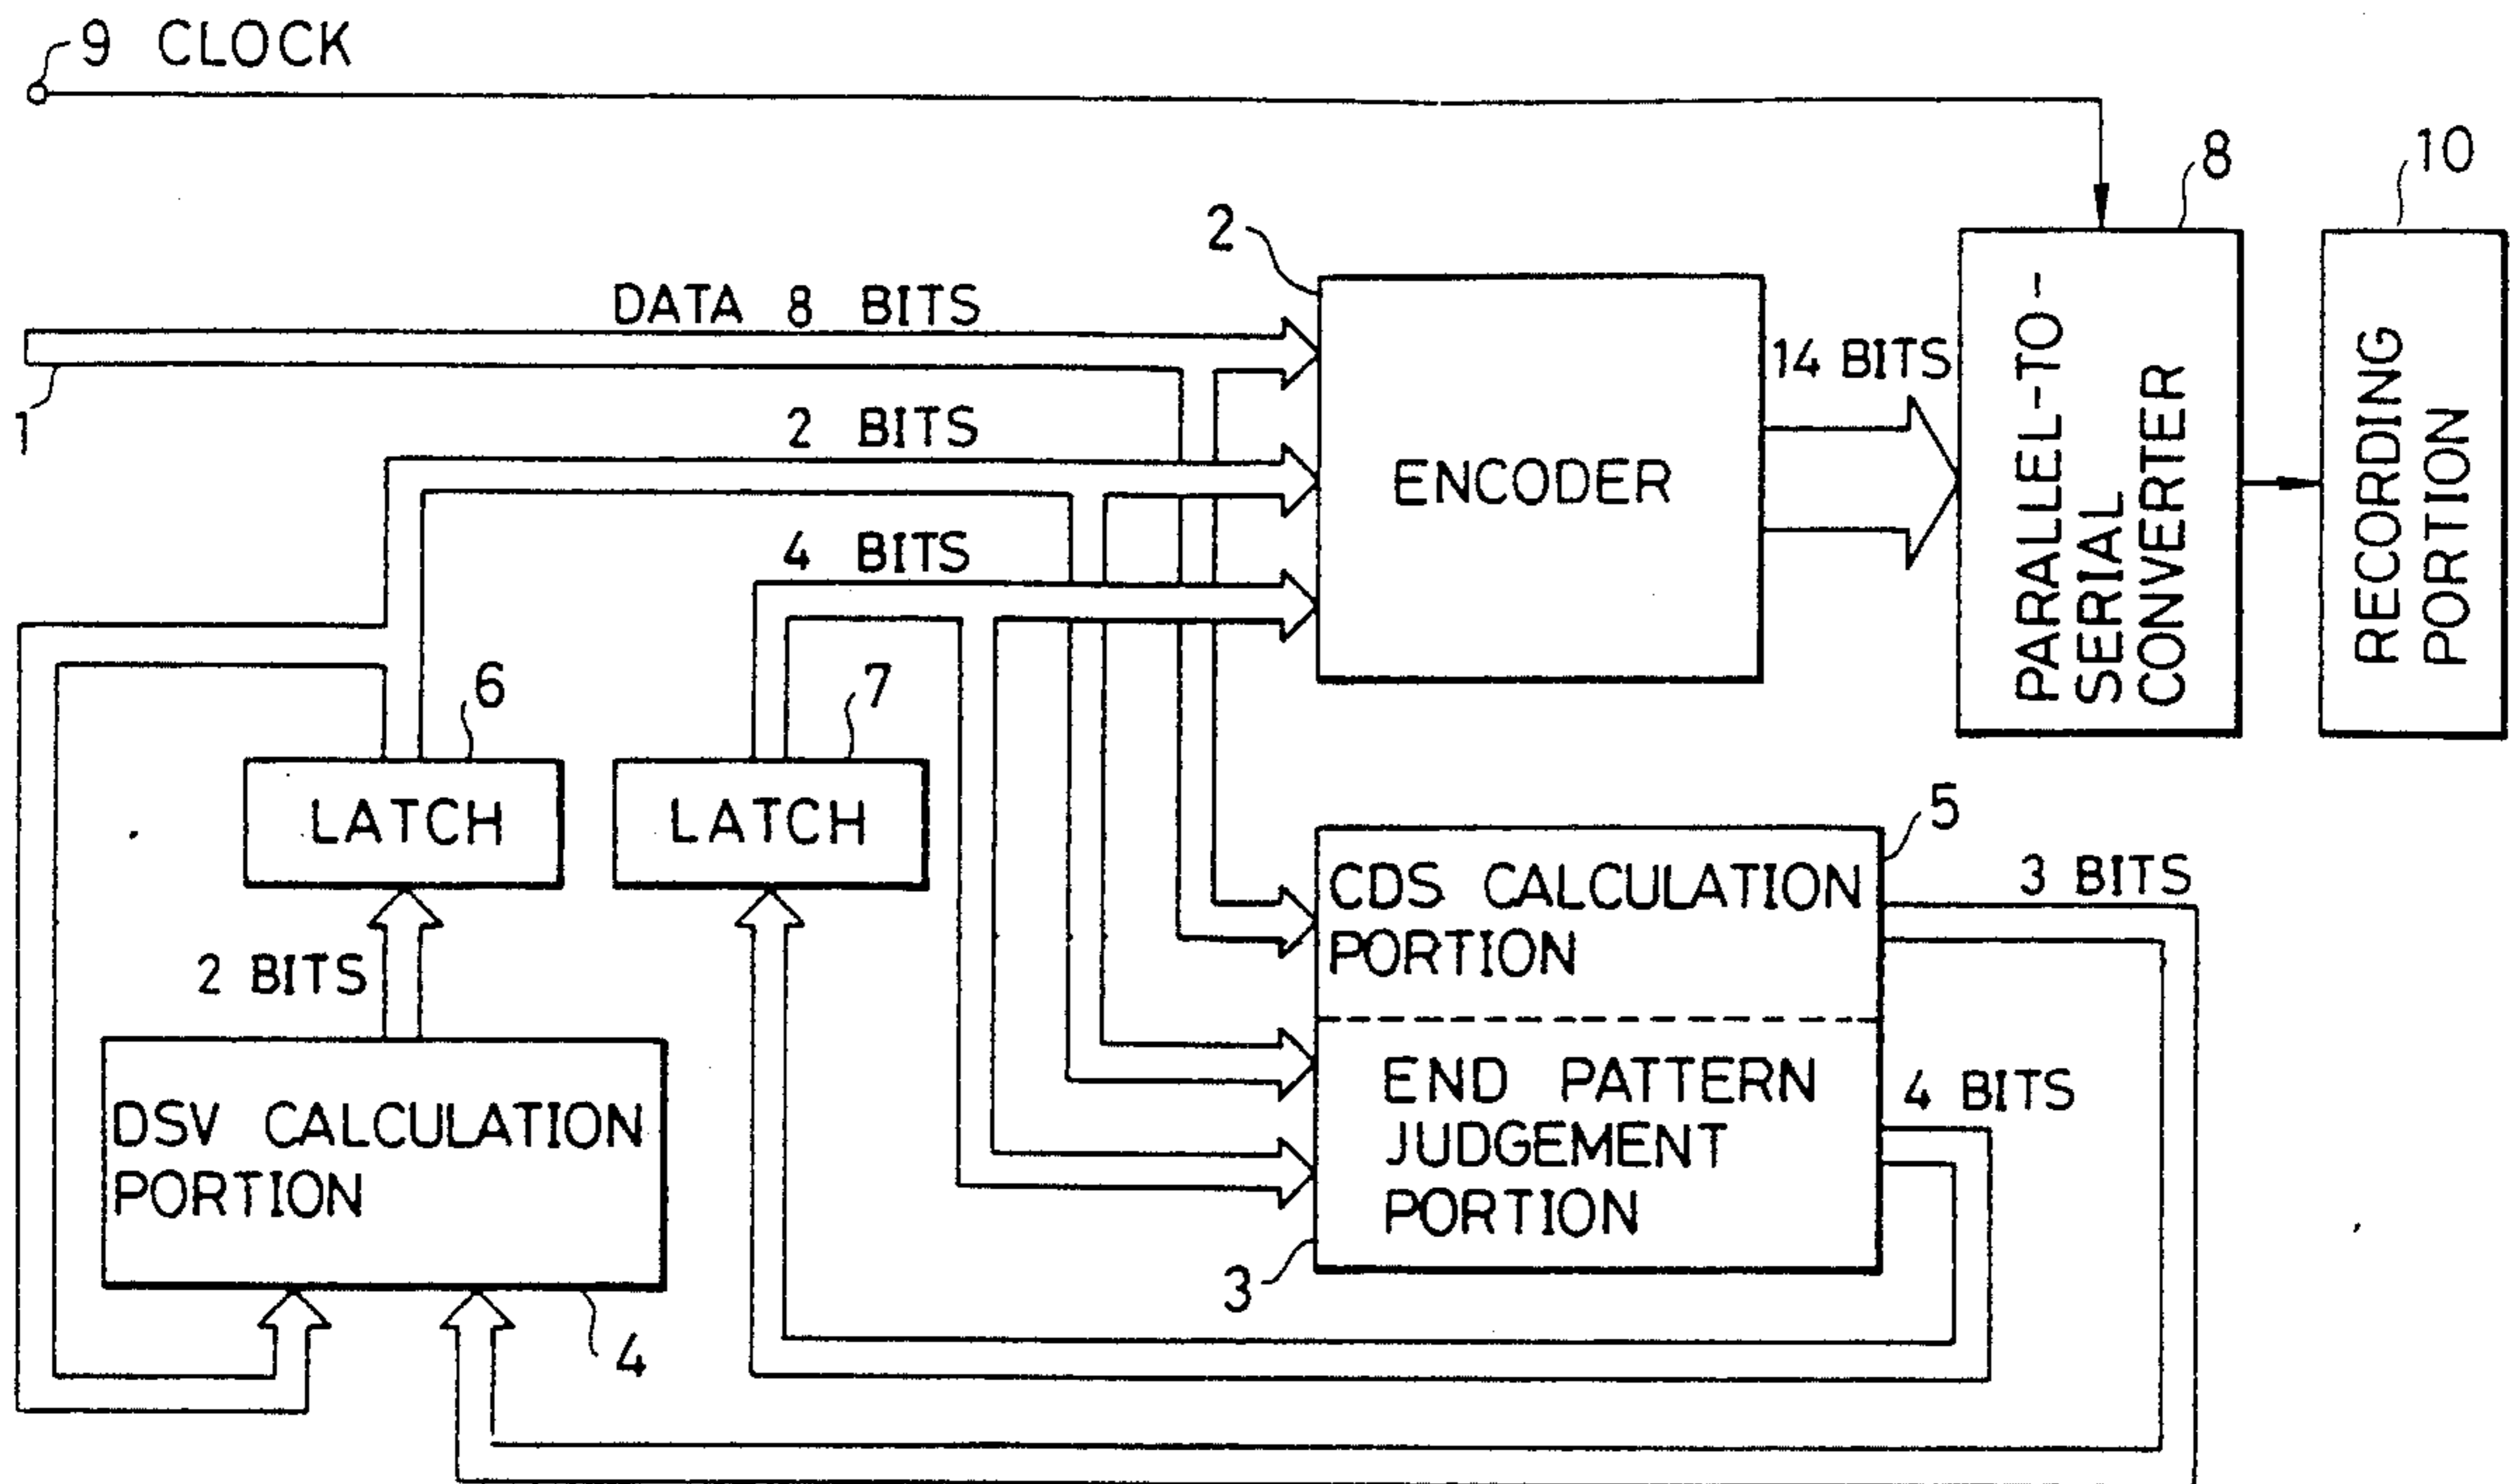 9 CLOCK
8
10
2
DATA 8 BITS
14 BITS
1
2 BITS
ENCODER
PARALLEL-TO-
SERIAL
CONVERTER
RECORDING
PORTION
4 BITS
6
7
LATCH
LATCH
5
CDS CALCULATION
PORTION
3 BITS
2 BITS
END PATTERN
JUDGEMENT
PORTION
4 BITS
DSV CALCULATION
PORTION
3
4